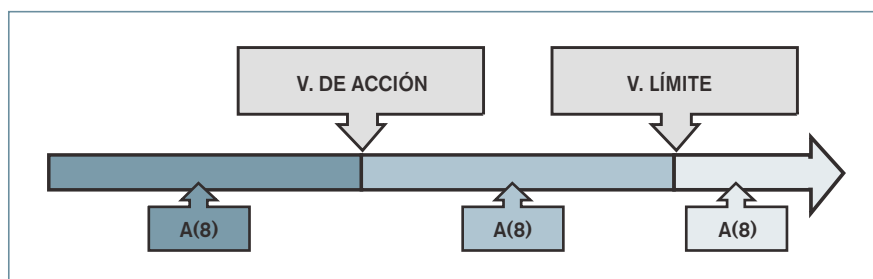 V. DE ACCIÓN
V. LÍMITE
A(8)
A(8)
A(8)